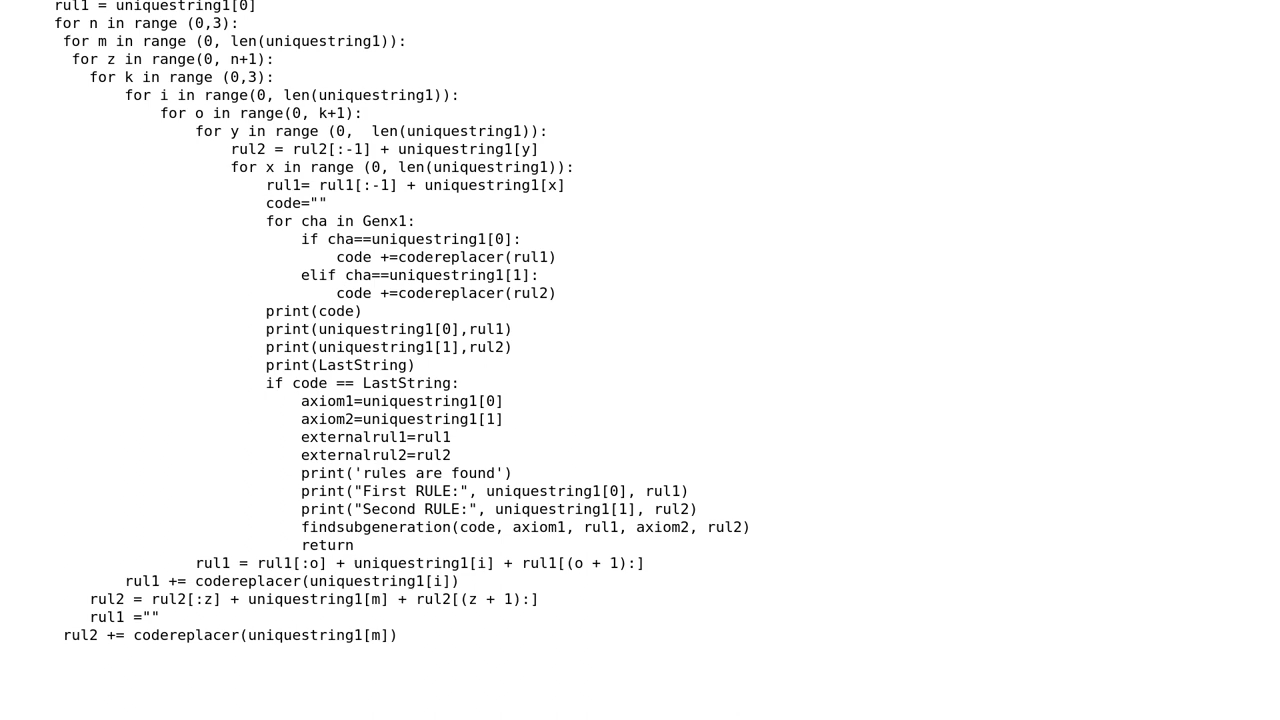 rul1 = uniquestring1[0]
for n in range (0,3):
for m in range (0, len(uniquestring1)):
for z in range(0, n+1):
for k in range (0,3):
for i in range(0, len(uniquestring1)):
for o in range(0, k+1):
for y in range (0,  len(uniquestring1)):
rul2 = rul2[:-1] + uniquestring1[y]
for x in range (0, len(uniquestring1)):
rul1= rul1[:-1] + uniquestring1[x]
code=""
for cha in Genx1:
if cha==uniquestring1[0]:
code +=codereplacer(rul1)
elif cha==uniquestring1[1]:
code +=codereplacer(rul2)
print(code)
print(uniquestring1[0],rul1)
print(uniquestring1[1],rul2)
print(LastString)
if code == LastString:
axiom1=uniquestring1[0]
axiom2=uniquestring1[1]
externalrul1=rul1
externalrul2=rul2
print('rules are found')
print("First RULE:", uniquestring1[0], rul1)
print("Second RULE:", uniquestring1[1], rul2)
findsubgeneration(code, axiom1, rul1, axiom2, rul2)
return
rul1 = rul1[:o] + uniquestring1[i] + rul1[(o + 1):]
rul1 += codereplacer(uniquestring1[i])
rul2 = rul2[:z] + uniquestring1[m] + rul2[(z + 1):]
rul1 =""
rul2 += codereplacer(uniquestring1[m])